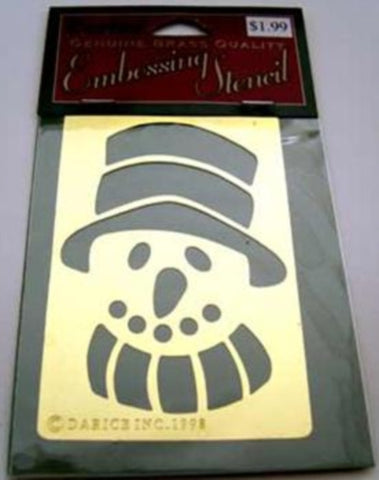 $1.99
GENUINE BRASS QUALITY
Embossing Stencil
© DARICE INC. 1998